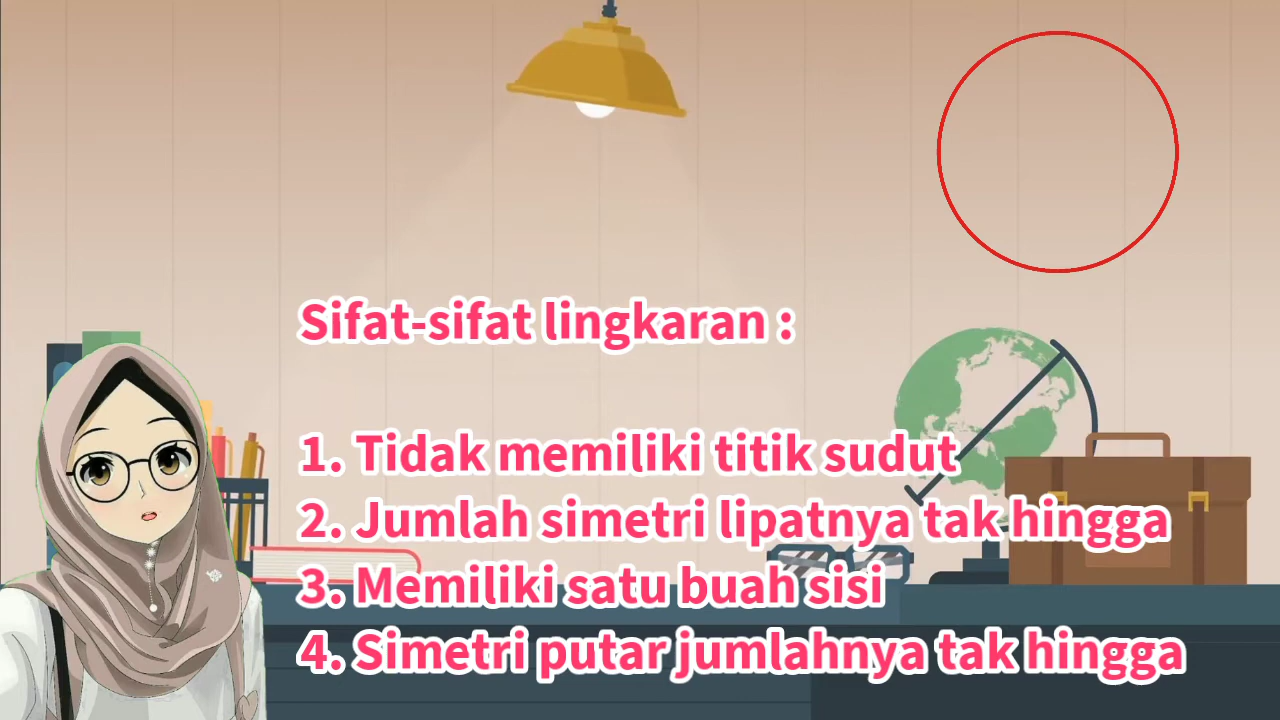 Sifat-sifat lingkaran :
1. Tidak memiliki titik sudut
2. Jumlah simetri lipatnya tak hingga
3. Memiliki satu buah sisi
4. Simetri putar jumlahnya tak hingga